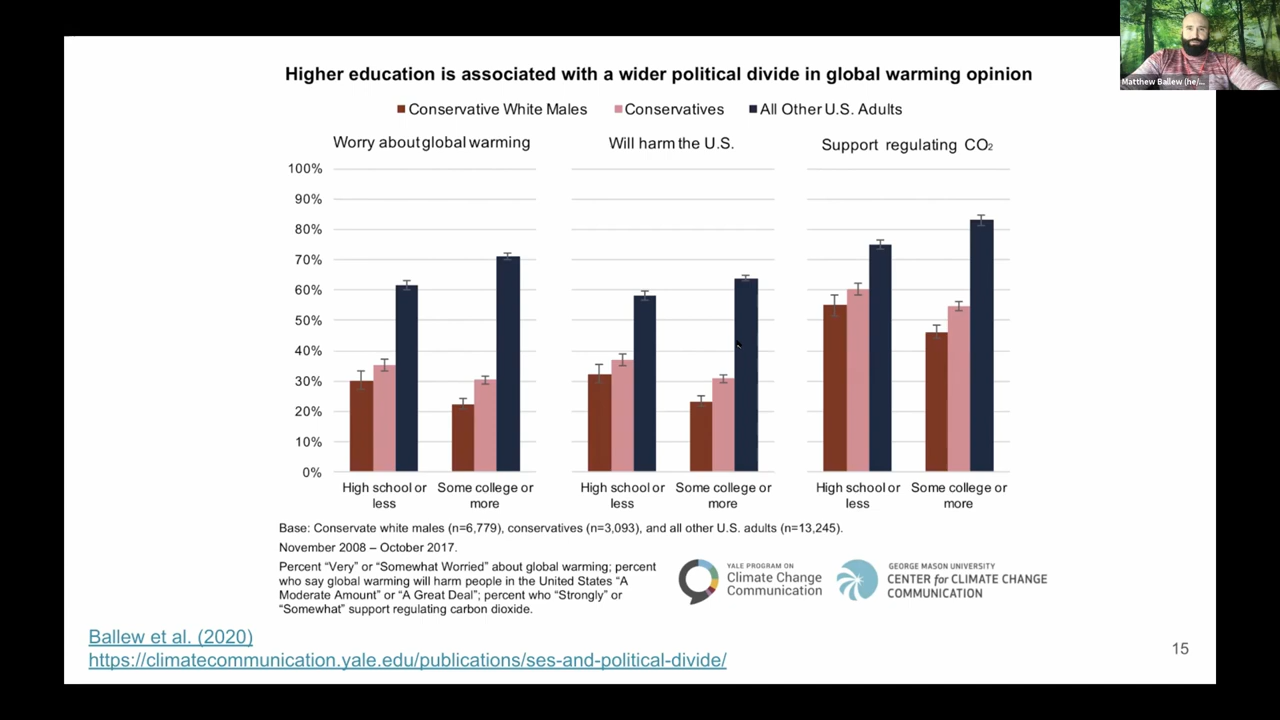 Matthew Ballew (he/...
Higher education is associated with a wider political divide in global warming opinion
Conservative White Males Conservatives All Other U.S. Adults
Worry about global warming
Will harm the U.S.
Support regulating CO₂
100%
90%
80%
70%
60%
50%
40%
30%
20%
10%
0%
High school or
less
Some college or
more
High school or
less
Some college or
more
High school or
less
Some college or
more
Base: Conservate white males (n=6,779), conservatives (n=3,093), and all other U.S. adults (n=13,245).
November 2008 – October 2017.
Percent “Very” or “Somewhat Worried” about global warming; percent
who say global warming will harm people in the United States “A
Moderate Amount” or “A Great Deal”; percent who “Strongly” or
“Somewhat” support regulating carbon dioxide.
YALE PROGRAM ON
Climate Change
Communication
GEORGE MASON UNIVERSITY
CENTER for CLIMATE CHANGE
COMMUNICATION
Ballew et al. (2020)
https://climatecommunication.yale.edu/publications/ses-and-political-divide/
15